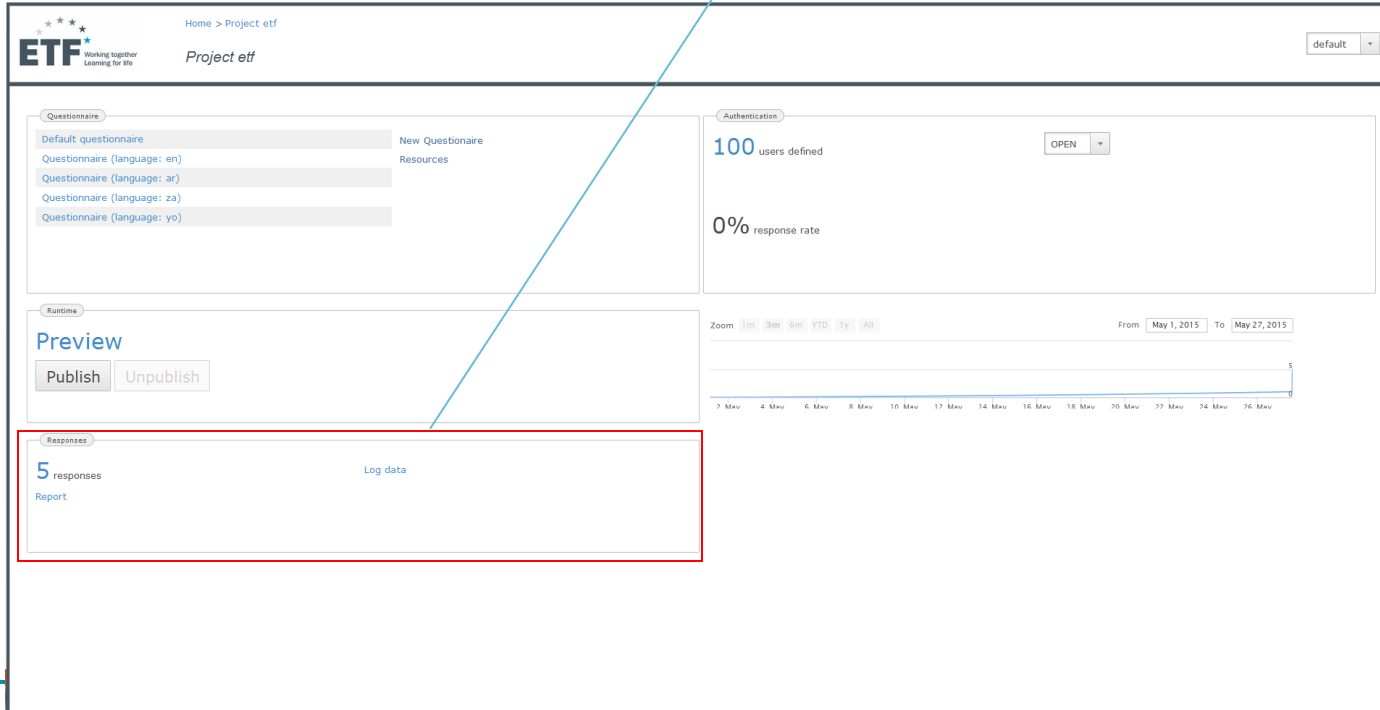 ETF Working together
Learning for life
Home > Project etf
Project etf
default
Questionnaire
Default questionnaire
Questionnaire (language: en)
Questionnaire (language: ar)
Questionnaire (language: za)
Questionnaire (language: yo)
New Questionaire
Resources
Authentication
100 users defined
OPEN
0% response rate
Runtime
Preview
Publish Unpublish
Zoom 1m 3m 6m YTD 1y All
From May 1, 2015 To May 27, 2015
5
0
2. May 4. May 6. May 8. May 10. May 12. May 14. May 16. May 18. May 20. May 22. May 24. May 26. May
Responses
5 responses
Report
Log data